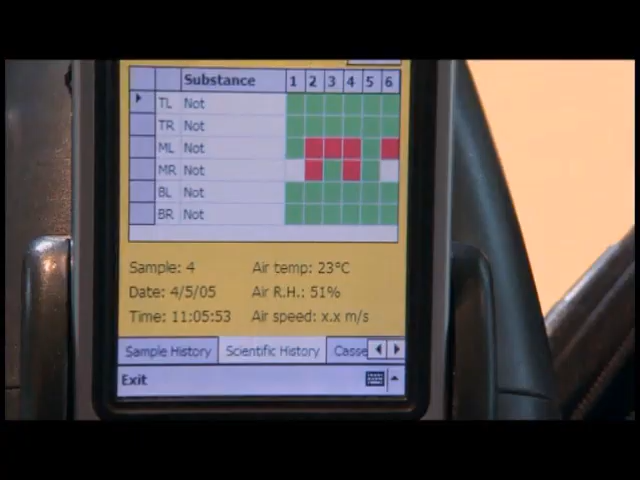 Substance 1 2 3 4 5 6
TL Not
TR Not
ML Not
MR Not
BL Not
BR Not
Sample: 4 Air temp: 23°C
Date: 4/5/05 Air R.H.: 51%
Time: 11:05:53 Air speed: x.x m/s
Sample History Scientific History Casse
Exit